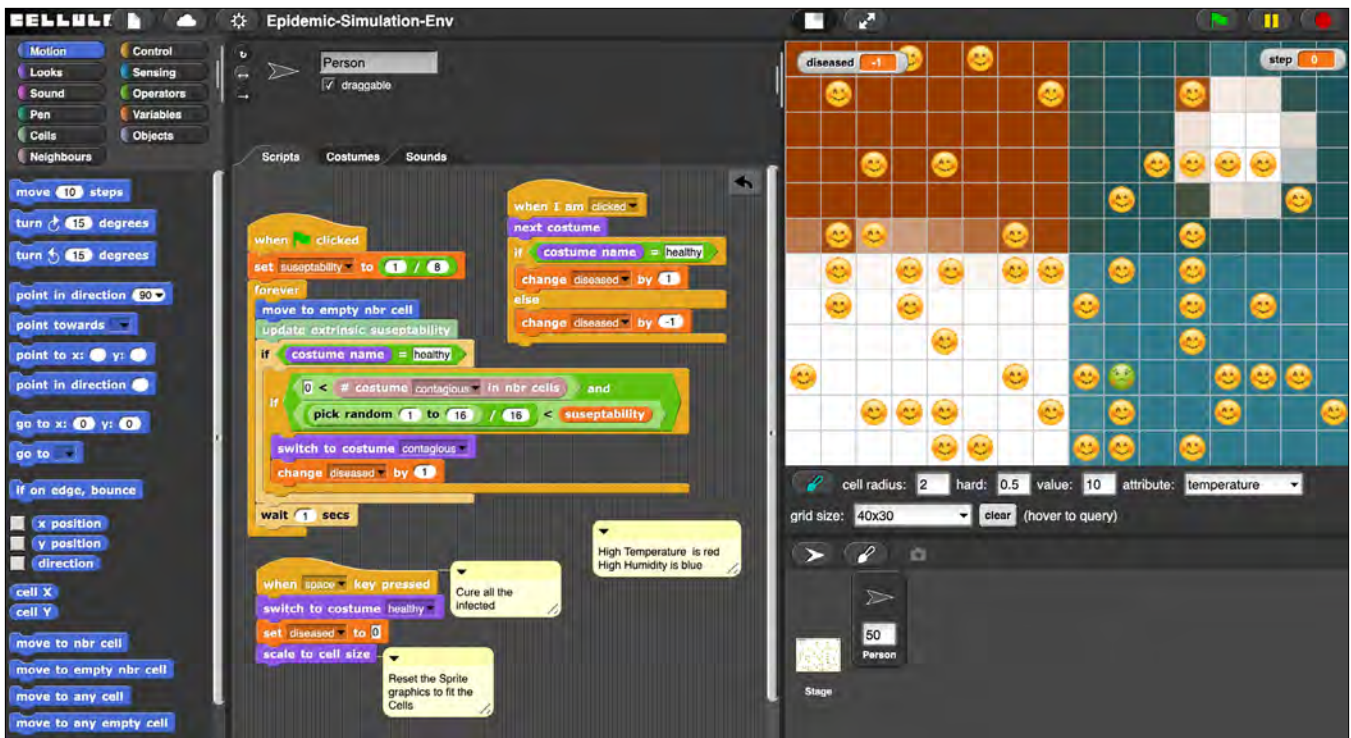 CELLULE
Epidemic-Simulation-Env
Motion
Control
Looks
Sensing
Sound
Operators
Pen
Variables
Cells
Objects
Neighbours
move 10 steps
turn 15 degrees
turn 15 degrees
point in direction 90
point towards
point to x: y:
point in direction
go to x: 0 y: 0
go to
if on edge, bounce
x position
y position
direction
cell X
cell Y
move to nbr cell
move to empty nbr cell
move to any cell
move to any empty cell
Person
draggable
Scripts Costumes Sounds
when clicked
set suseptability to 1 / 8
forever
move to empty nbr cell
update extrinsic suseptability
if costume name = healthy
if 0 < # costume contagious in nbr cells and
pick random 1 to 16 / 16 < suseptability
switch to costume contagious
change diseased by 1
wait 1 secs
when I am clicked
next costume
if costume name = healthy
change diseased by 1
else
change diseased by -1
High Temperature is red
High Humidity is blue
when space key pressed
switch to costume healthy
set diseased to 0
scale to cell size
Cure all the
infected
Reset the Sprite
graphics to fit the
Cells
diseased -1
step 0
cell radius: 2 hard: 0.5 value: 10 attribute: temperature
grid size: 40x30 clear (hover to query)
50
Person
Stage